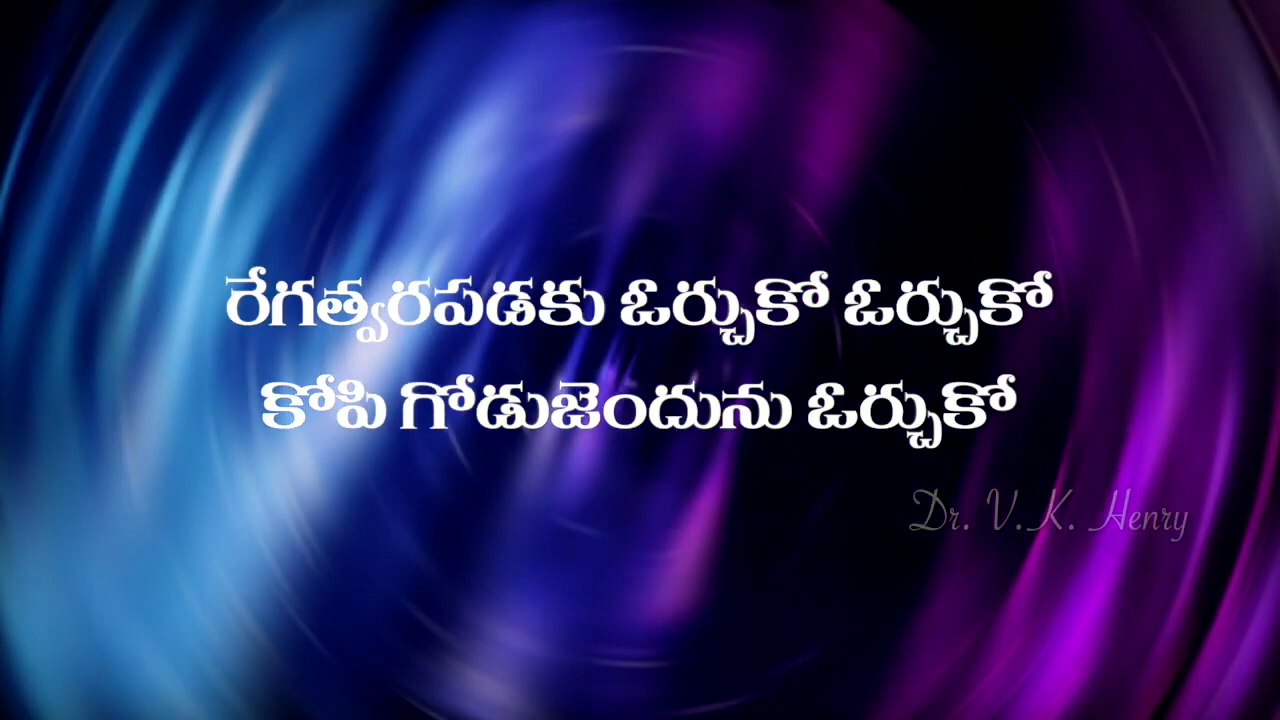 రేగత్వరపడకు ఓర్చుకో ఓర్చుకో
కోపి గోడుజెందును ఓర్చుకో
Dr. V.K. Henry